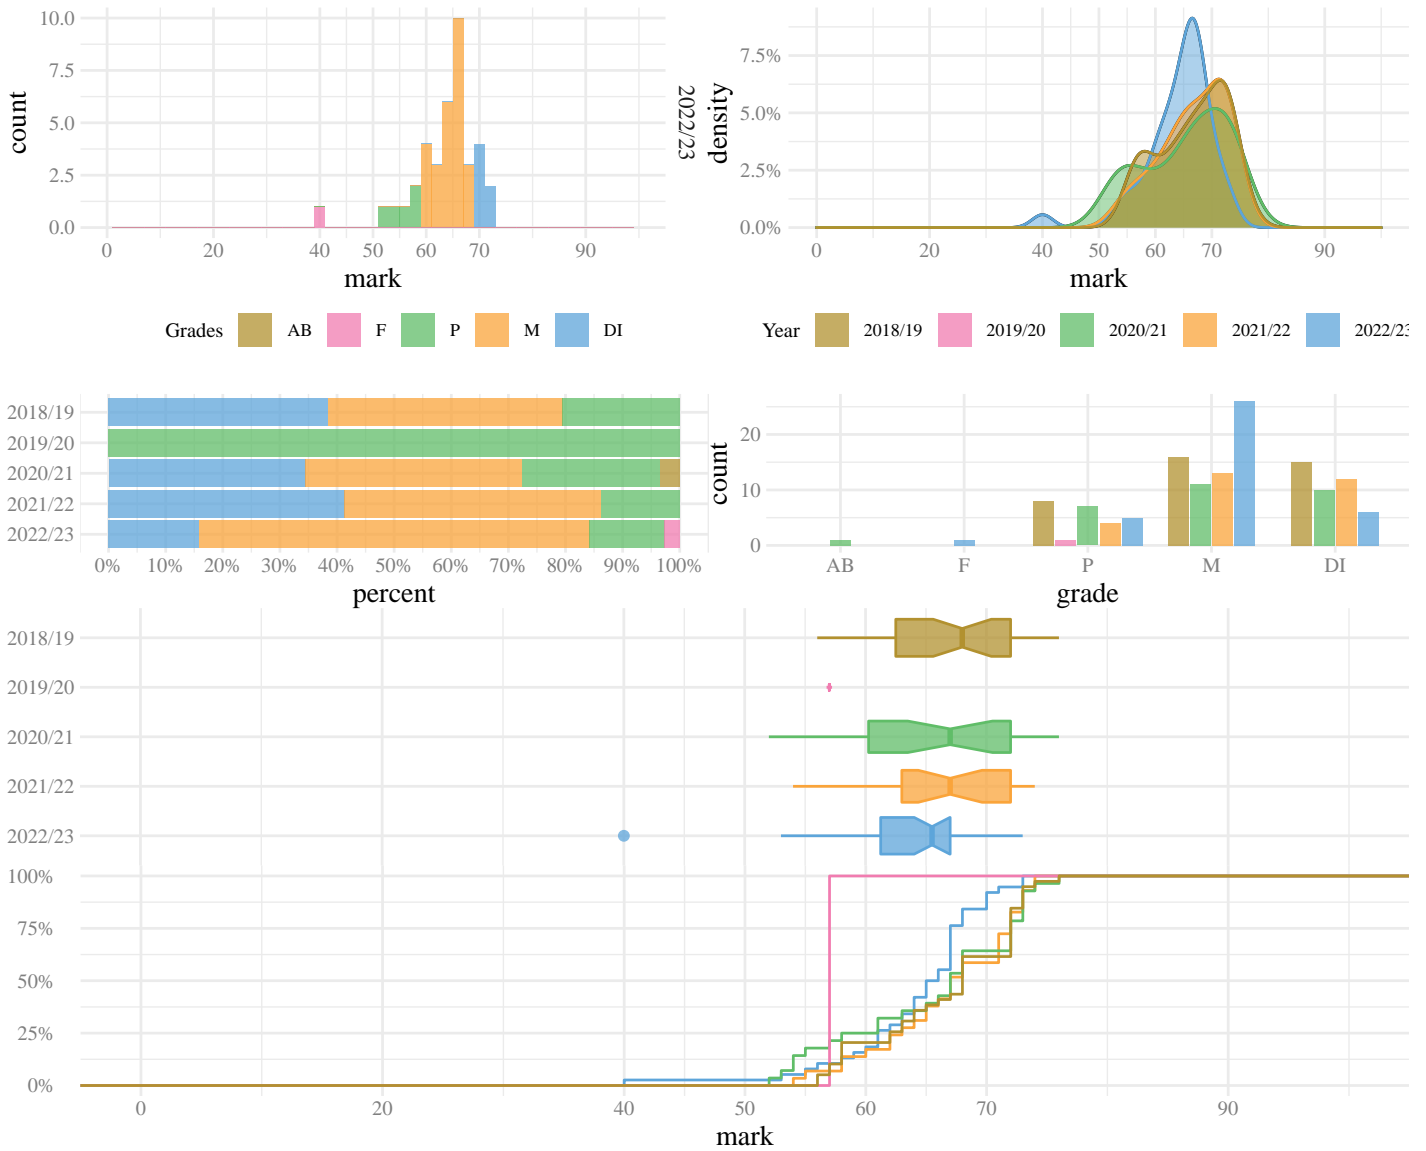 10.0
7.5
5.0
2.5
0.0
count
0 20 40 50 60 70 90
mark
2022/23
7.5%
5.0%
2.5%
0.0%
density
0 20 40 50 60 70 90
mark
Grades AB F P M DI
Year 2018/19 2019/20 2020/21 2021/22 2022/23
2018/19
2019/20
2020/21
2021/22
2022/23
0% 10% 20% 30% 40% 50% 60% 70% 80% 90% 100%
percent
20
10
0
count
AB F P M DI
grade
2018/19
2019/20
2020/21
2021/22
2022/23
100%
75%
50%
25%
0%
0 20 40 50 60 70 90
mark